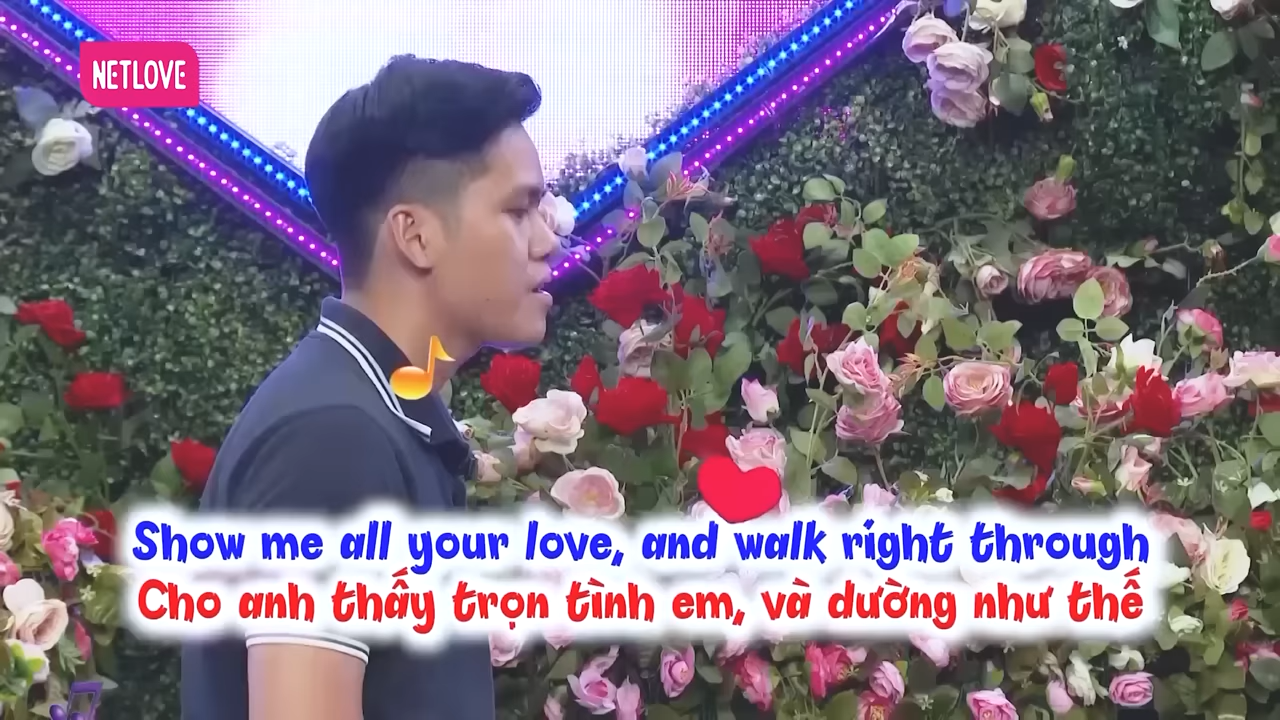 NETLOVE
Show me all your love, and walk right through
Cho anh thấy trọn tình em, và dường như thế